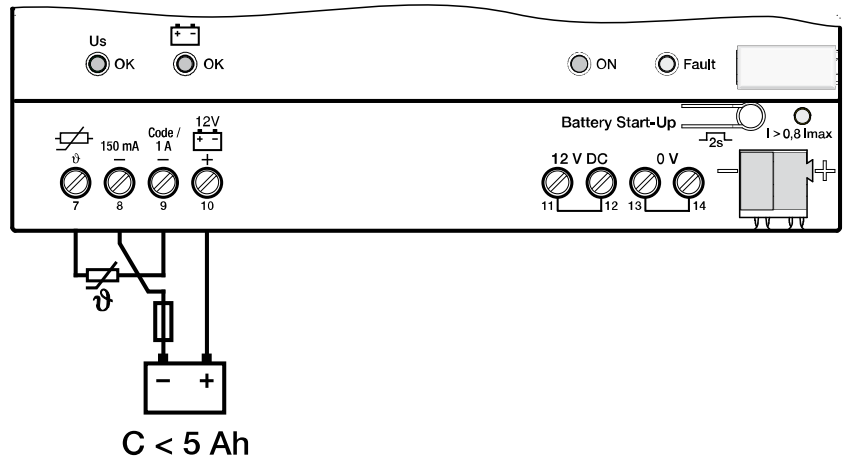 Us
OK
+ -
OK
ON
Fault
ϑ
150 mA
−
Code /
1 A
−
12V
+ -
+
Battery Start-Up
2s
I > 0,8 Imax
12 V DC
0 V
− +
7 8 9 10 11 12 13 14
ϑ
− +
C < 5 Ah